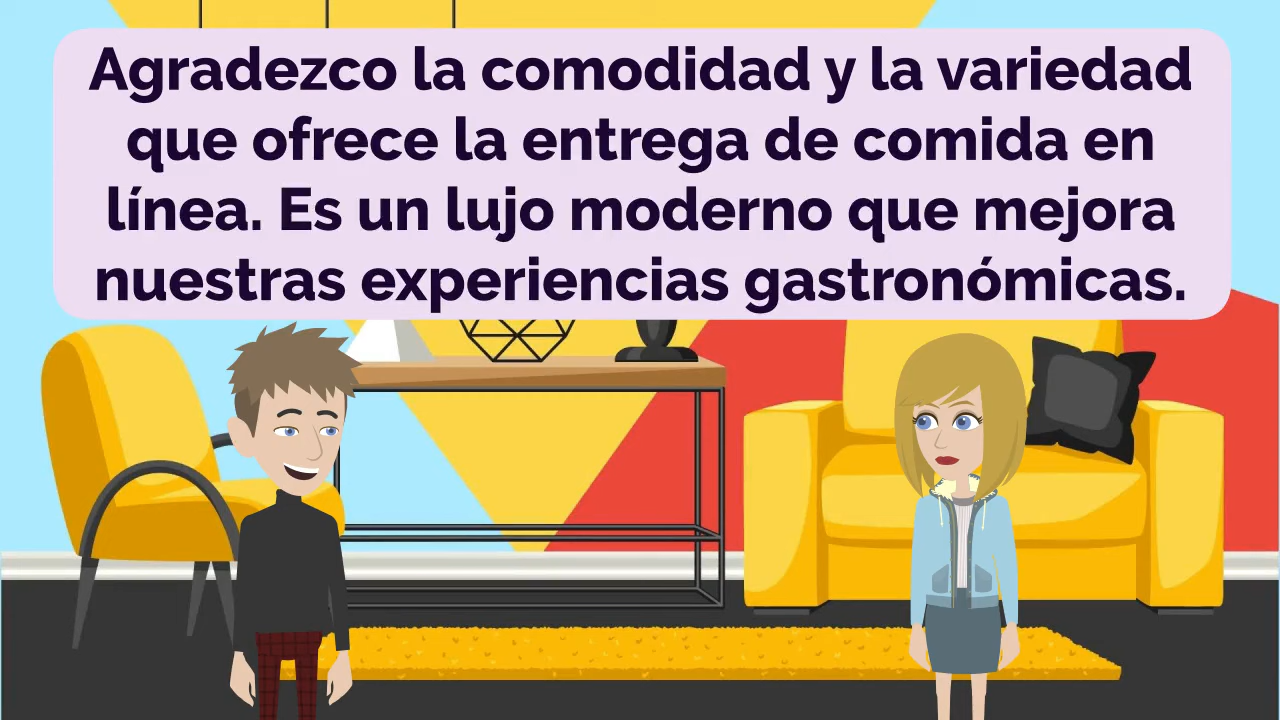 Agradezco la comodidad y la variedad
que ofrece la entrega de comida en
línea. Es un lujo moderno que mejora
nuestras experiencias gastronómicas.